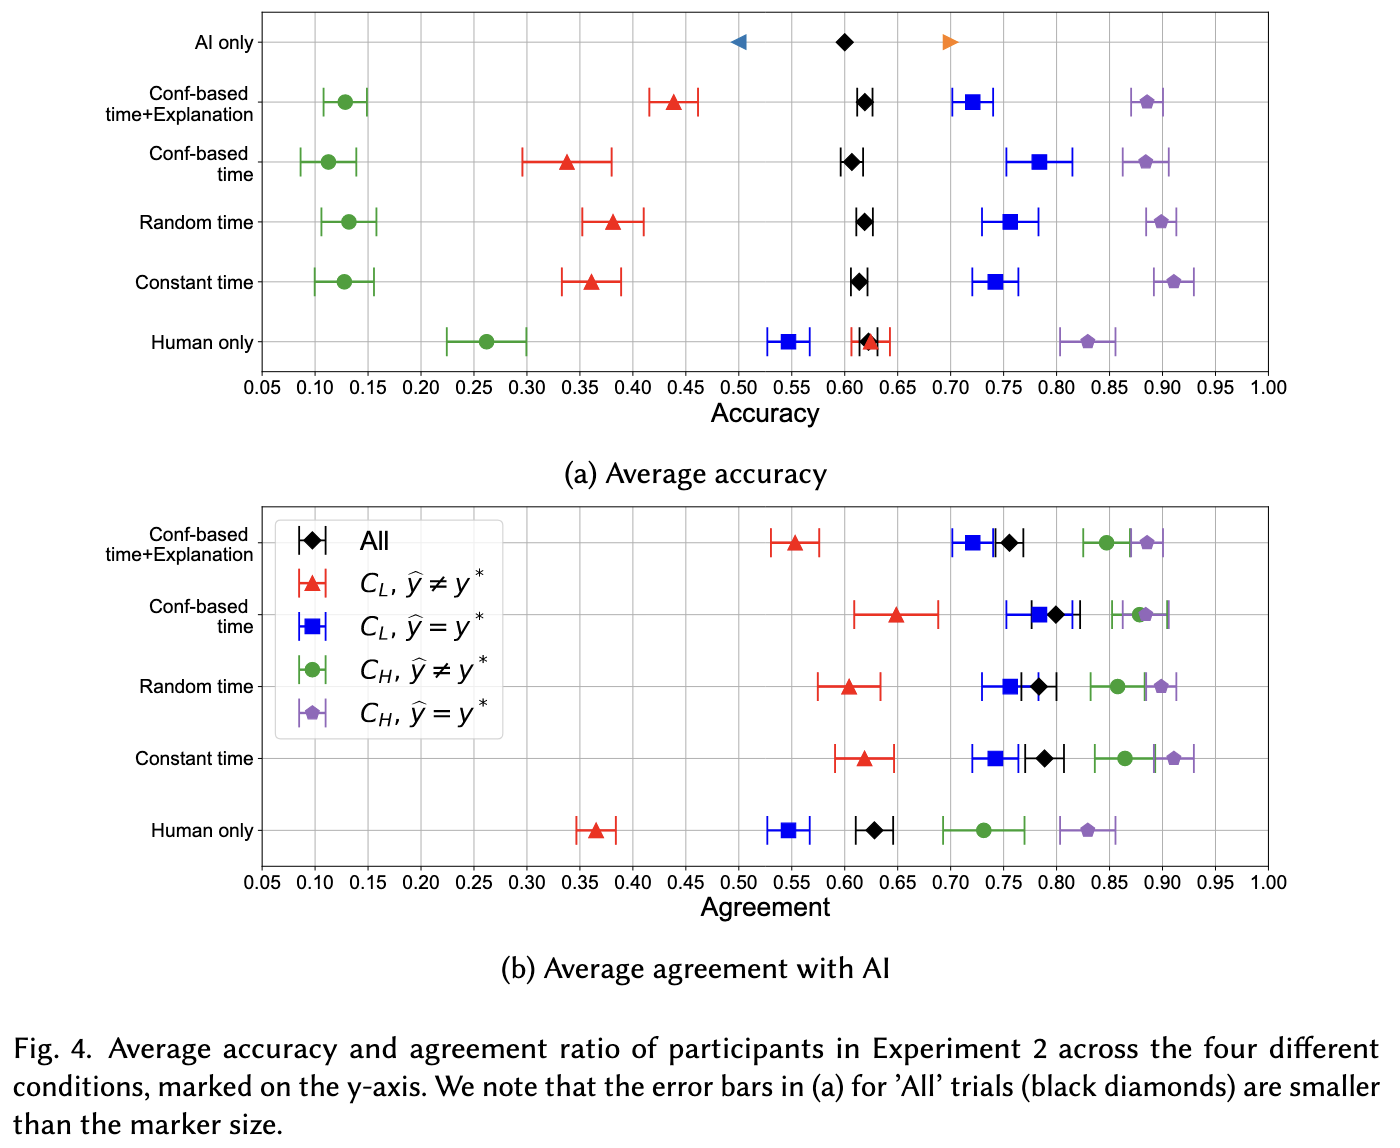 AI only
Conf-based
time+Explanation
Conf-based
time
Random time
Constant time
Human only
0.05 0.10 0.15 0.20 0.25 0.30 0.35 0.40 0.45 0.50 0.55 0.60 0.65 0.70 0.75 0.80 0.85 0.90 0.95 1.00
Accuracy
(a) Average accuracy
Conf-based
time+Explanation
Conf-based
time
Random time
Constant time
Human only
All
C_L, ŷ ≠ y*
C_L, ŷ = y*
C_H, ŷ ≠ y*
C_H, ŷ = y*
0.05 0.10 0.15 0.20 0.25 0.30 0.35 0.40 0.45 0.50 0.55 0.60 0.65 0.70 0.75 0.80 0.85 0.90 0.95 1.00
Agreement
(b) Average agreement with AI
Fig. 4. Average accuracy and agreement ratio of participants in Experiment 2 across the four different
conditions, marked on the y-axis. We note that the error bars in (a) for ’All’ trials (black diamonds) are smaller
than the marker size.